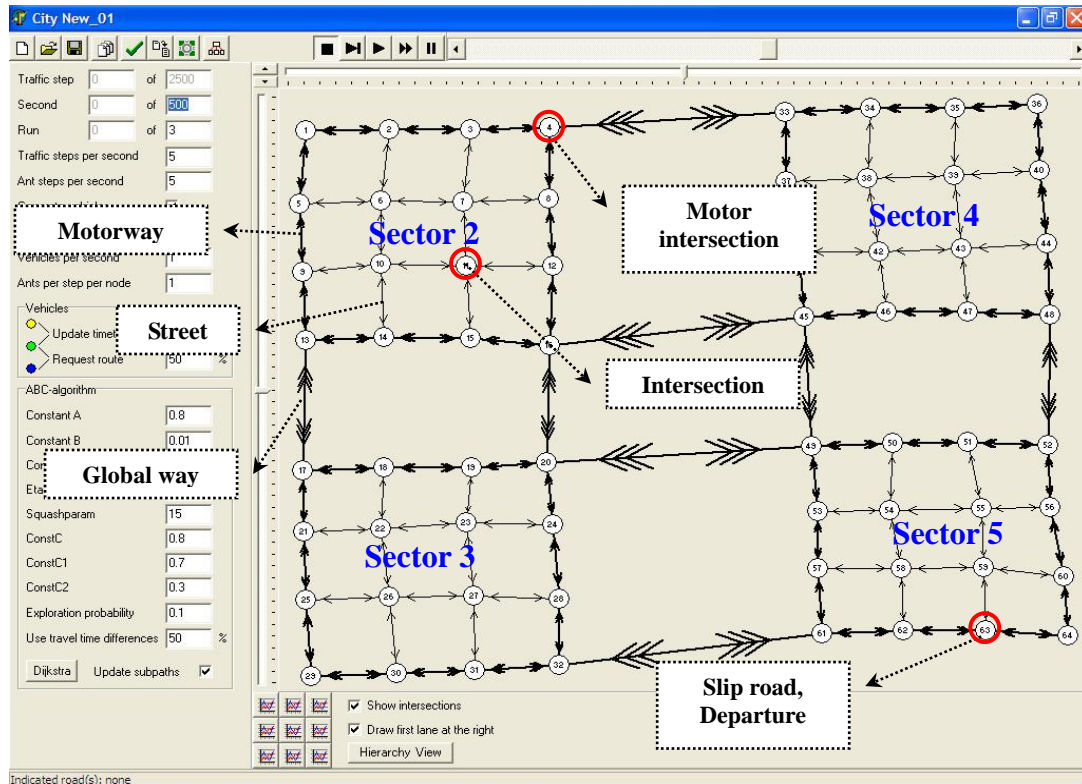 City New_01
Traffic step 0 of 2500
Second 0 of 500
Run 0 of 3
Traffic steps per second 5
Ant steps per second 5
Motorway
Vehicles per second 1
Ants per step per node 1
Vehicles
Update
Street
Request route 50 %
ABC-algorithm
Constant A 0.8
Constant B 0.01
Global way
Squashparam 15
ConstC 0.8
ConstC1 0.7
ConstC2 0.3
Exploration probability 0.1
Use travel time differences 50 %
Dijkstra Update subpaths
1 2 3 4
5 6 7 8
Sector 2
9 10 12
13 14 15
17 18 19 20
21 22 23 24
Sector 3
25 26 27 28
29 30 31 32
Motor
intersection
Intersection
33 34 35 36
37 38 39 40
Sector 4
42 43 44
45 46 47 48
49 50 51 52
53 54 55 56
Sector 5
57 58 59 60
61 62 63 64
Slip road,
Departure
Show intersections
Draw first lane at the right
Hierarchy View
Indicated road(s): none